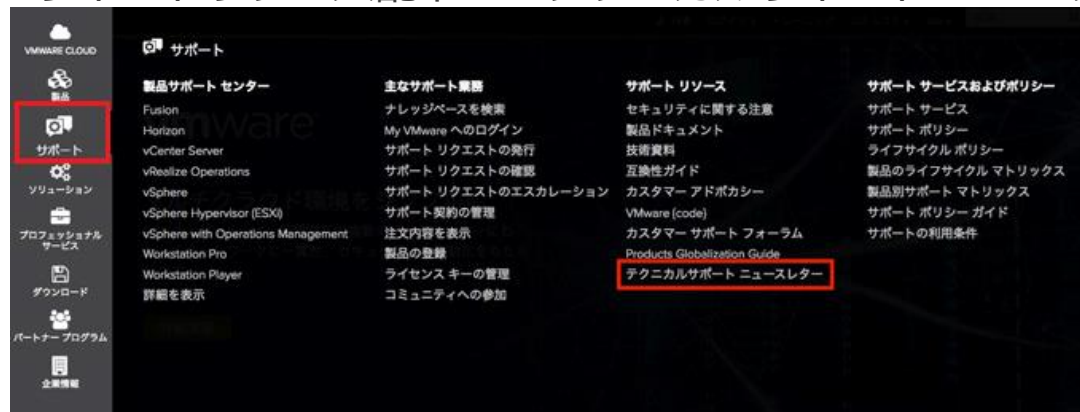 VMWARE CLOUD
製品
サポート
ソリューション
プロフェッショナル
サービス
ダウンロード
パートナー プログラム
企業情報
サポート
製品サポート センター
Fusion
Horizon
vCenter Server
vRealize Operations
vSphere
vSphere Hypervisor (ESXi)
vSphere with Operations Management
Workstation Pro
Workstation Player
詳細を表示
主なサポート業務
ナレッジベースを検索
My VMware へのログイン
サポート リクエストの発行
サポート リクエストの確認
サポート リクエストのエスカレーション
サポート契約の管理
注文内容を表示
製品の登録
ライセンス キーの管理
コミュニティへの参加
サポート リソース
セキュリティに関する注意
製品ドキュメント
技術資料
互換性ガイド
カスタマー アドボカシー
VMware {code}
カスタマー サポート フォーラム
Products Globalization Guide
テクニカルサポート ニュースレター
サポート サービスおよびポリシー
サポート サービス
サポート ポリシー
ライフサイクル ポリシー
製品のライフサイクル マトリックス
製品別サポート マトリックス
サポート ポリシー ガイド
サポートの利用条件